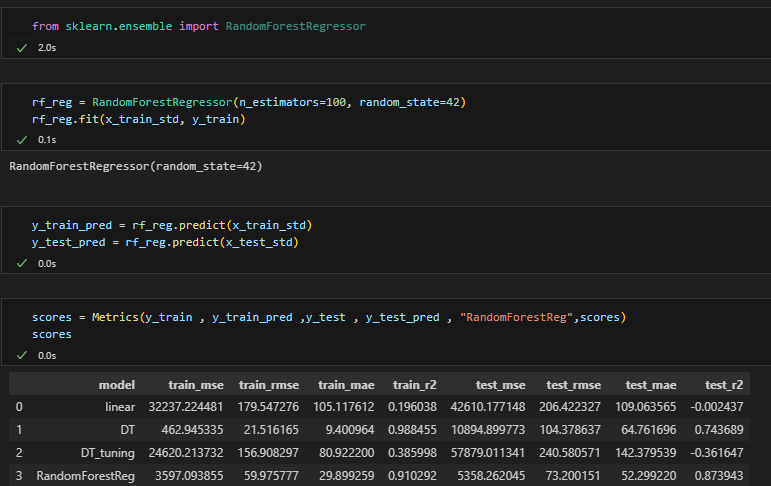 from sklearn.ensemble import RandomForestRegressor
2.0s
rf_reg = RandomForestRegressor(n_estimators=100, random_state=42)
rf_reg.fit(x_train_std, y_train)
0.1s
RandomForestRegressor(random_state=42)
y_train_pred = rf_reg.predict(x_train_std)
y_test_pred = rf_reg.predict(x_test_std)
0.0s
scores = Metrics(y_train , y_train_pred ,y_test , y_test_pred , "RandomForestReg",scores)
scores
0.0s
model train_mse train_rmse train_mae train_r2 test_mse test_rmse test_mae test_r2
0 linear 32237.224481 179.547276 105.117612 0.196038 42610.177148 206.422327 109.063565 -0.002437
1 DT 462.945335 21.516165 9.400964 0.988455 10894.899773 104.378637 64.761696 0.743689
2 DT_tuning 24620.213732 156.908297 80.922200 0.385998 57879.011341 240.580571 142.379539 -0.361647
3 RandomForestReg 3597.093855 59.975777 29.899259 0.910292 5358.262045 73.200151 52.299220 0.873943